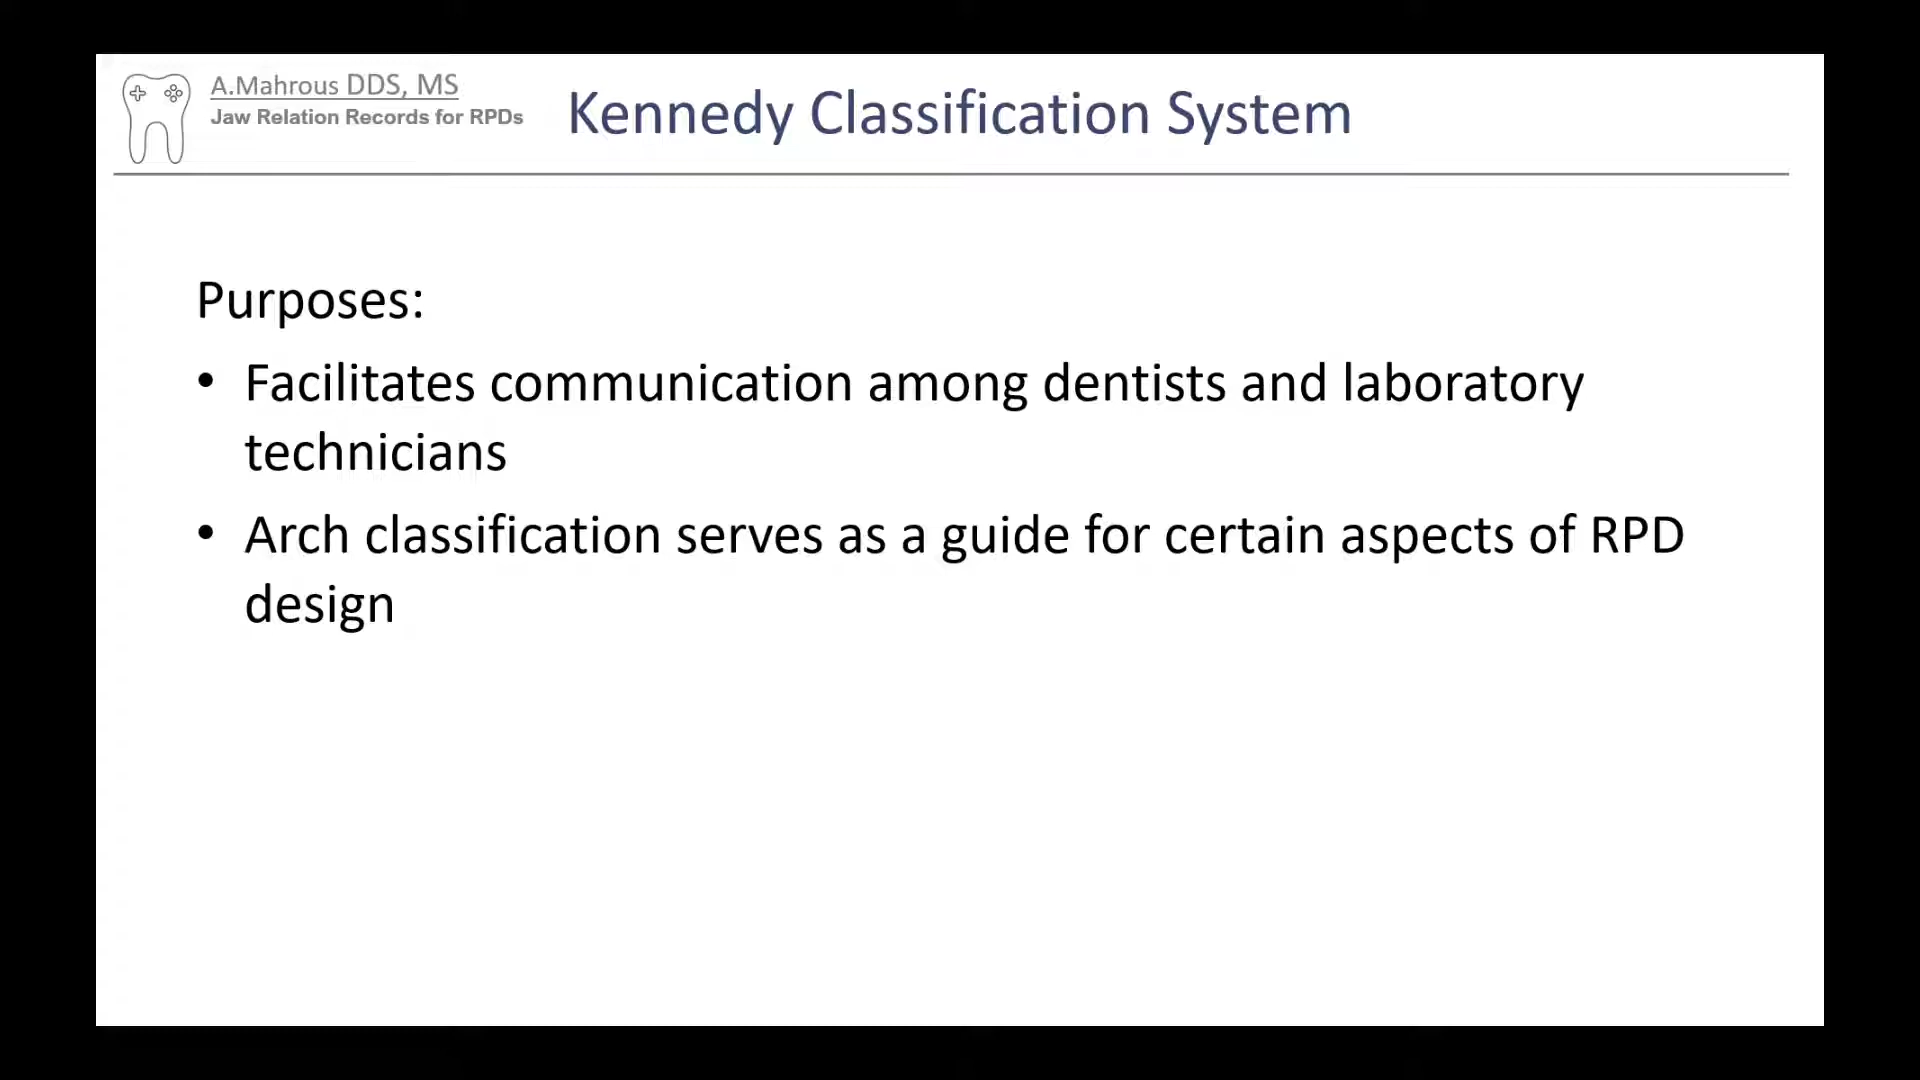 A.Mahrous DDS, MS
Jaw Relation Records for RPDs
Kennedy Classification System
Purposes:
• Facilitates communication among dentists and laboratory
technicians
• Arch classification serves as a guide for certain aspects of RPD
design